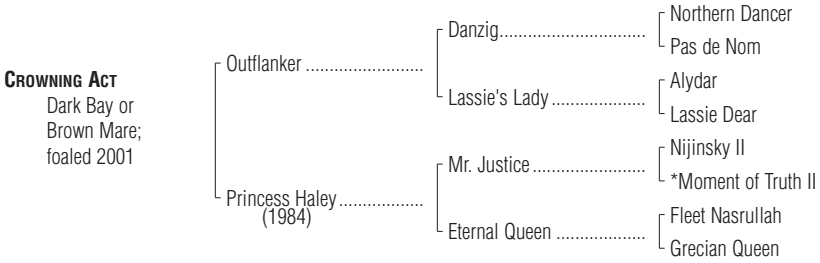 Northern Dancer
Danzig..............................
Pas de Nom
Outflanker ........................
Alydar
Lassie's Lady ...................
Lassie Dear
CROWNING ACT
Dark Bay or
Brown Mare;
foaled 2001
Nijinsky II
Mr. Justice .......................
*Moment of Truth II
Princess Haley .................
(1984)
Fleet Nasrullah
Eternal Queen ..................
Grecian Queen